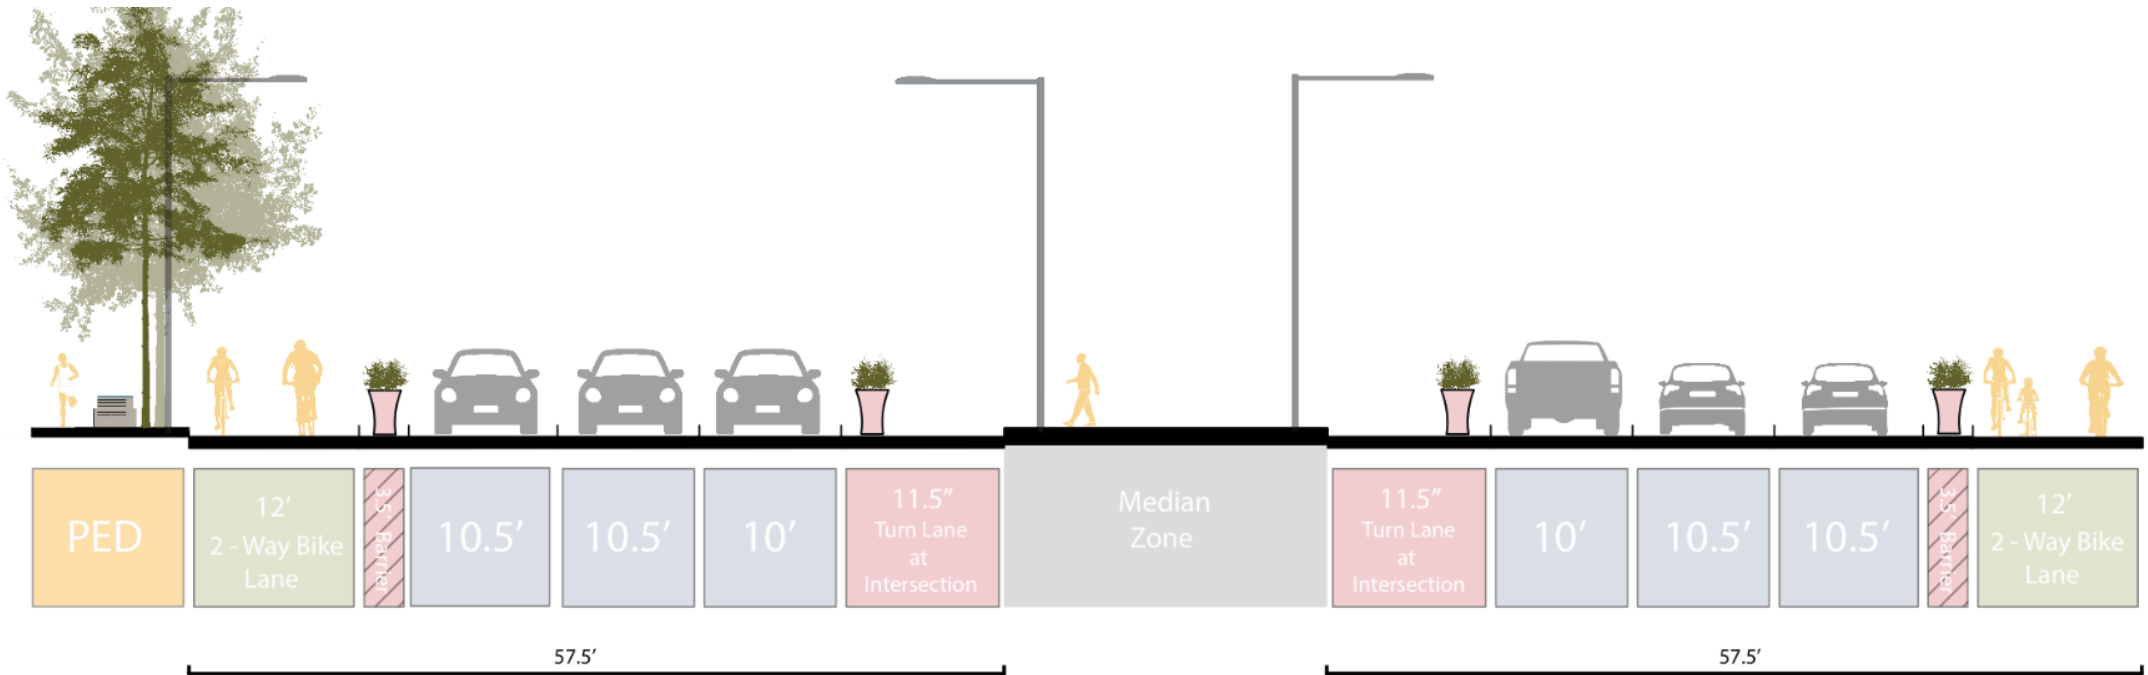 PED
12'
2 - Way Bike
Lane
3.5' Barrier
10.5'
10.5'
10'
11.5"
Turn Lane
at
Intersection
Median
Zone
11.5"
Turn Lane
at
Intersection
10'
10.5'
10.5'
3.5' Barrier
12'
2 - Way Bike
Lane
57.5'
57.5'